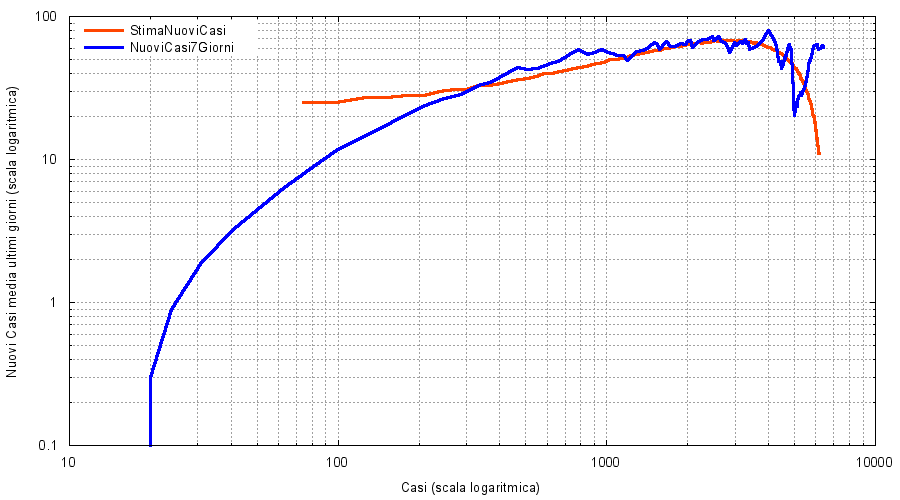 100
StimaNuoviCasi
NuoviCasi7Giorni
10
1
0.1
10
100
1000
10000
Nuovi Casi media ultimi giorni (scala logaritmica)
Casi (scala logaritmica)